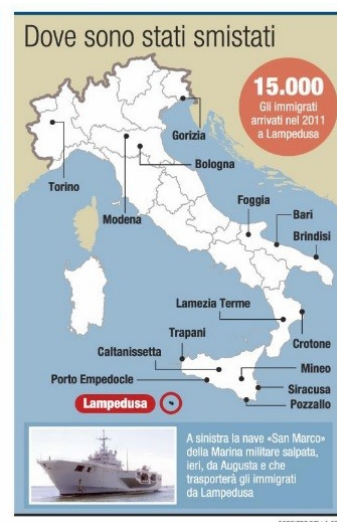 Dove sono stati smistati
15.000
Gli immigrati
arrivati nel 2011
a Lampedusa
Gorizia
Bologna
Torino
Modena
Foggia
Bari
Brindisi
Lamezia Terme
Trapani
Crotone
Caltanissetta
Mineo
Porto Empedocle
Siracusa
Pozzallo
Lampedusa
A sinistra la nave «San Marco»
della Marina militare salpata,
ieri, da Augusta e che
trasporterà gli immigrati
da Lampedusa